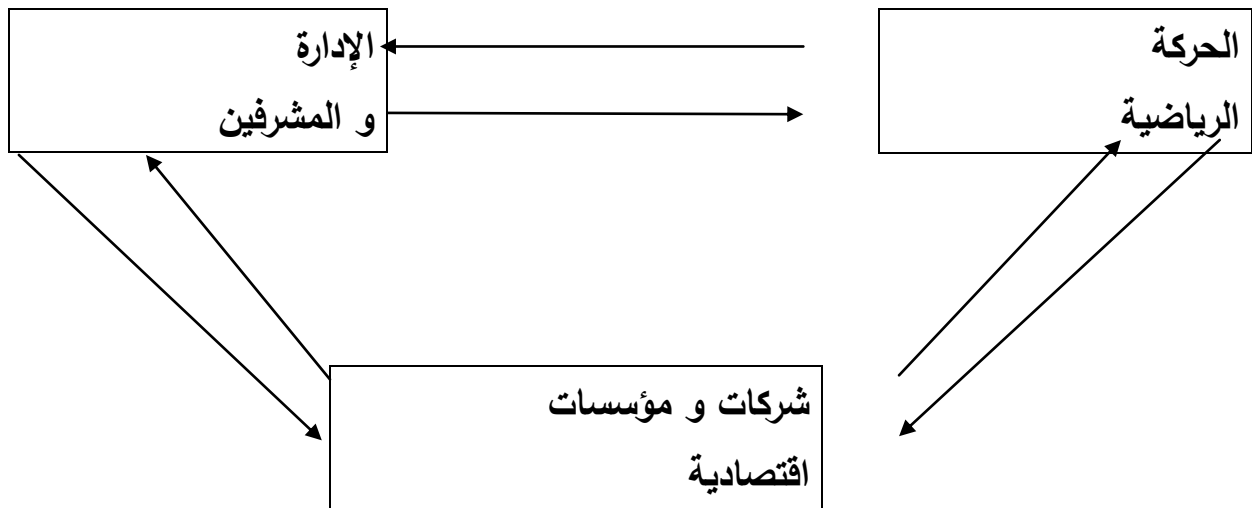 الحركة
الرياضية
الإدارة
و المشرفين
شركات و مؤسسات
اقتصادية